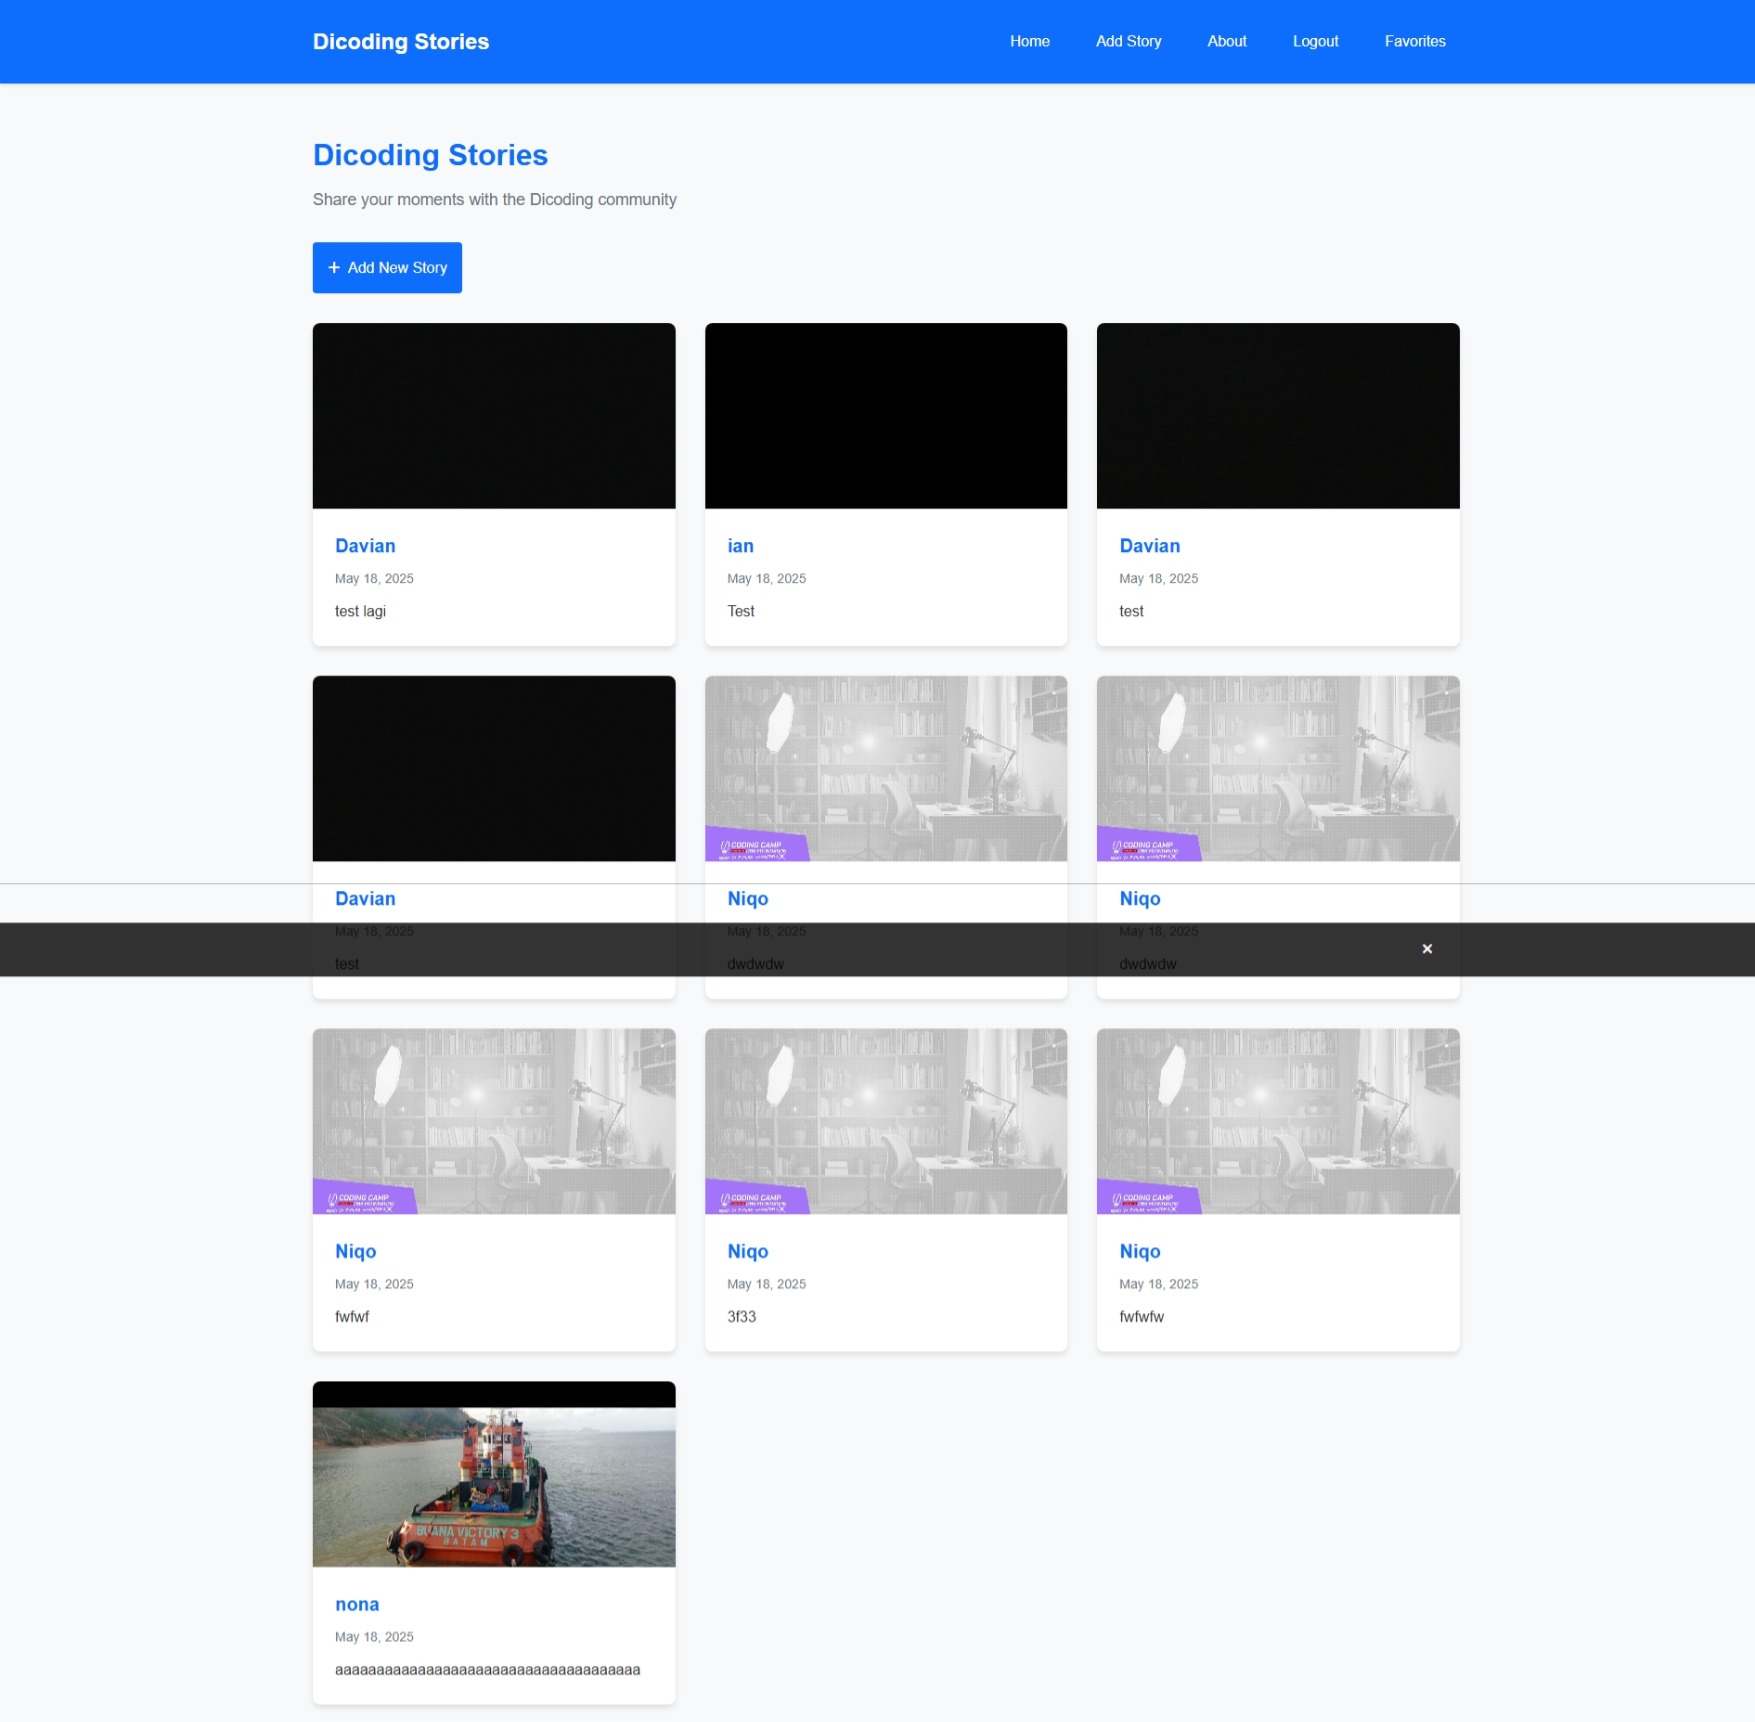 Dicoding Stories
Home
Add Story
About
Logout
Favorites
Dicoding Stories
Share your moments with the Dicoding community
+ Add New Story
Davian
May 18, 2025
test lagi
ian
May 18, 2025
Test
Davian
May 18, 2025
test
Davian
May 18, 2025
test
CODING CAMP
Niqo
May 18, 2025
dwdwdw
CODING CAMP
Niqo
May 18, 2025
dwdwdw
×
CODING CAMP
Niqo
May 18, 2025
fwfwf
CODING CAMP
Niqo
May 18, 2025
3f33
CODING CAMP
Niqo
May 18, 2025
fwfwfw
BUANA VICTORY 3
BATAM
nona
May 18, 2025
aaaaaaaaaaaaaaaaaaaaaaaaaaaaaaaaaaaaa